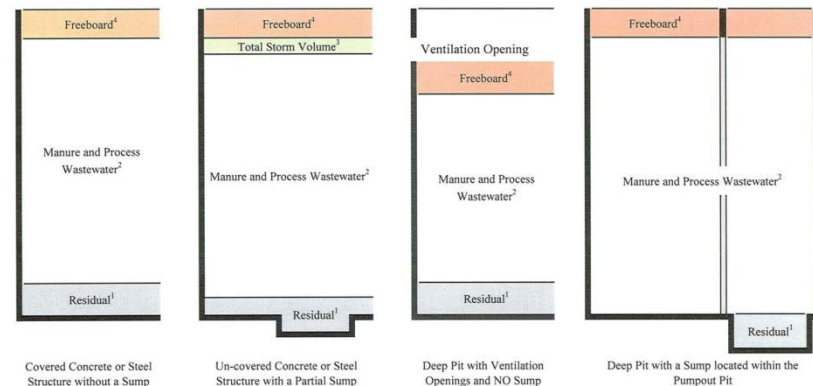 Freeboard⁴
Manure and Process
Wastewater²
Residual¹
Covered Concrete or Steel
Structure without a Sump
Freeboard⁴
Total Storm Volume³
Manure and Process Wastewater²
Residual¹
Un-covered Concrete or Steel
Structure with a Partial Sump
Ventilation Opening
Freeboard⁴
Manure and Process
Wastewater²
Residual¹
Deep Pit with Ventilation
Openings and NO Sump
Freeboard⁴
Manure and Process Wastewater²
Residual¹
Deep Pit with a Sump located within the
Pumpout Pit